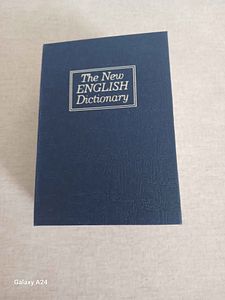 The New
ENGLISH
Dictionary
Galaxy A24